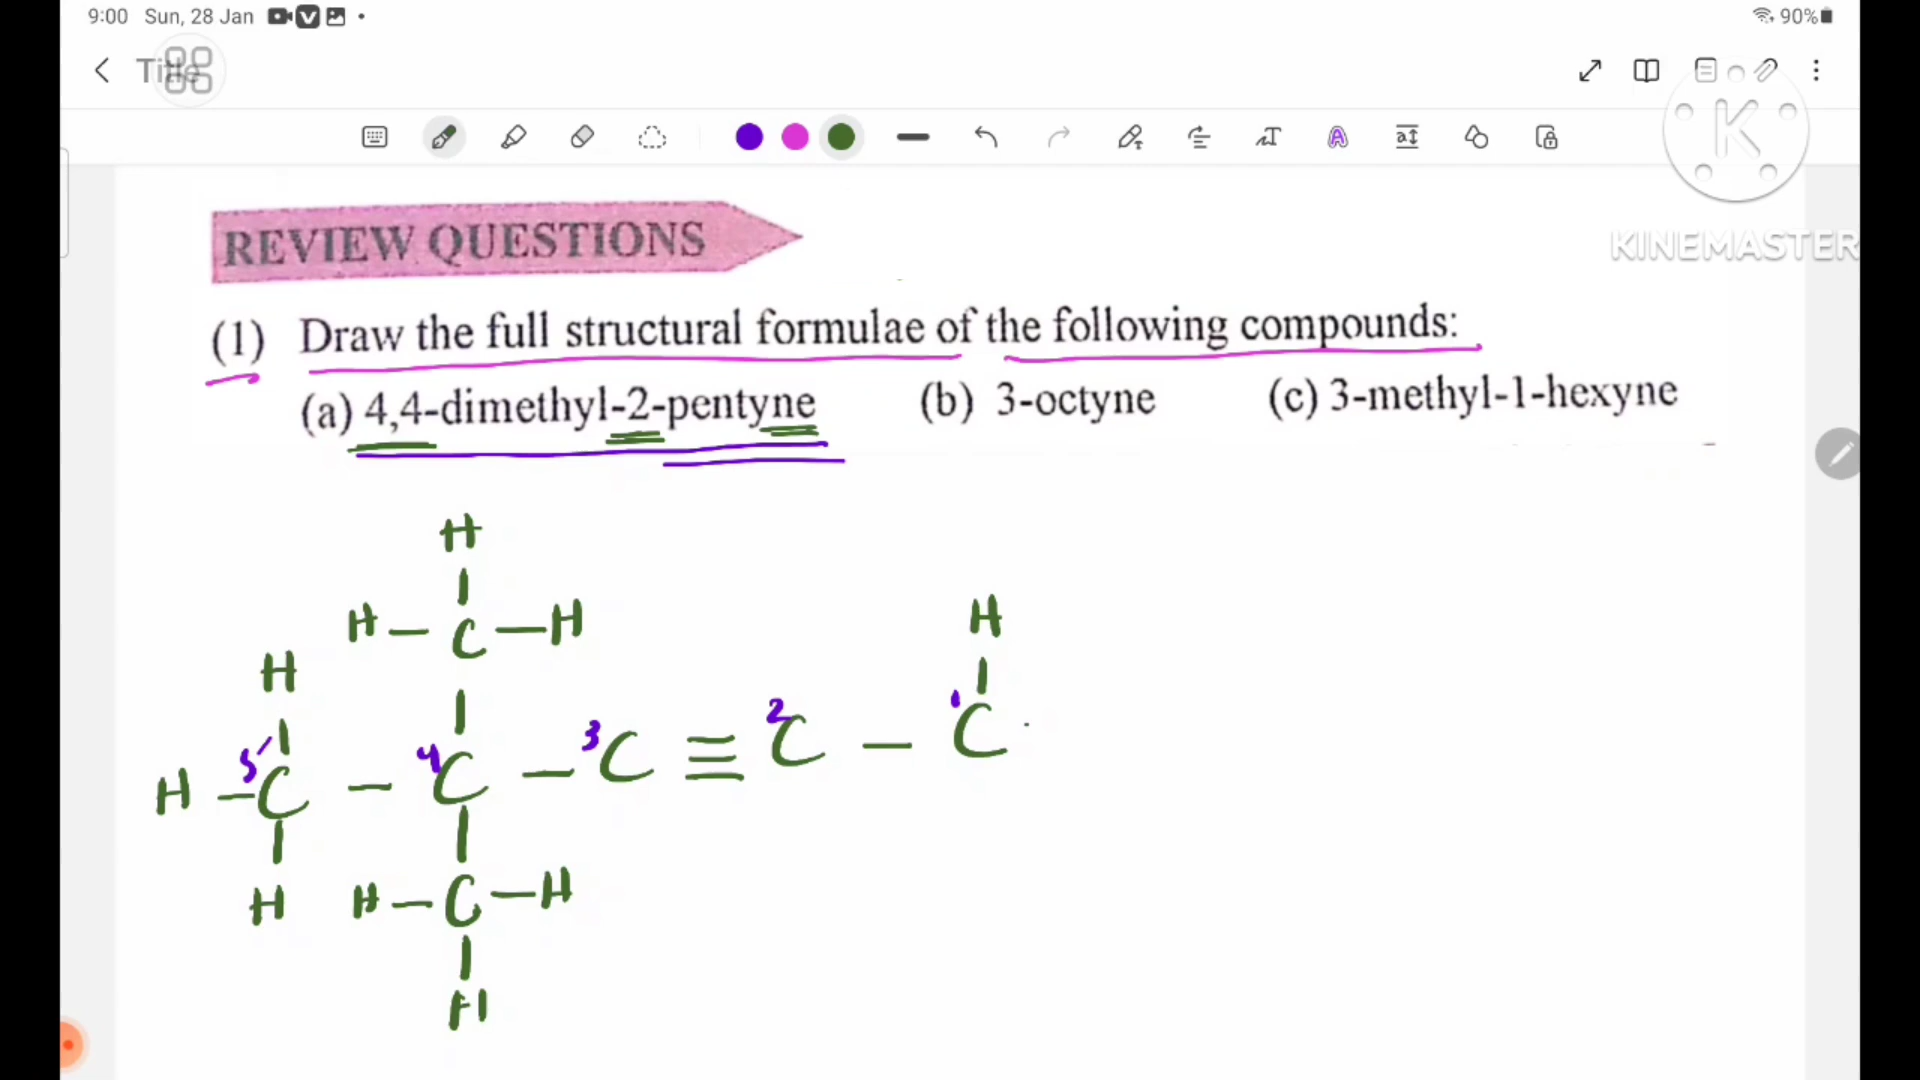 9:00 Sun, 28 Jan V 90%
Title
K
KINEMASTER
REVIEW QUESTIONS
(1) Draw the full structural formulae of the following compounds:
(a) 4,4-dimethyl-2-pentyne (b) 3-octyne (c) 3-methyl-1-hexyne
H
H – C – H
H H
H – 5 C – 4 C – 3 C ≡ 2 C – 1 C
H H – C – H
H